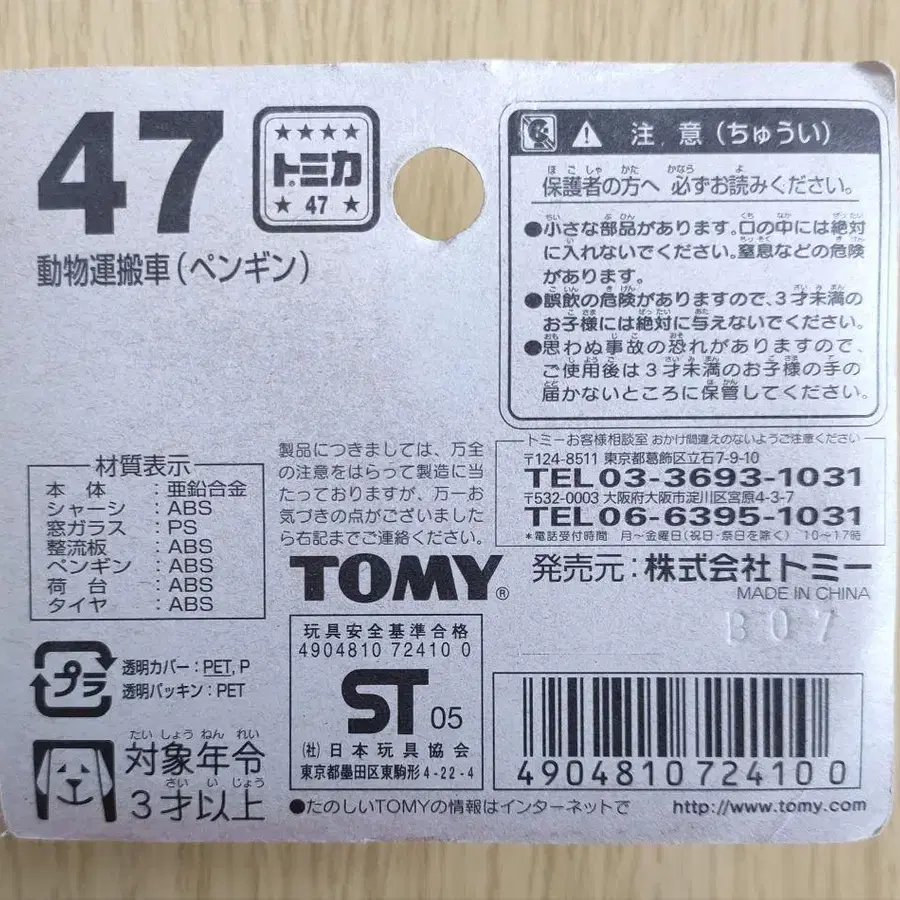 47
トミカ
47
動物運搬車(ペンギン)
注 意(ちゅうい)
保護者の方へ 必ずお読みください。
●小さな部品があります。口の中には絶対
に入れないでください。窒息などの危険
があります。
●誤飲の危険がありますので、3才未満の
お子様には絶対に与えないでください。
●思わぬ事故の恐れがありますので、
ご使用後は3才未満のお子様の手の
届かないところに保管してください。
材質表示
本体:亜鉛合金
シャーシ:ABS
窓ガラス:PS
整流板:ABS
ペンギン:ABS
荷台:ABS
タイヤ:ABS
製品につきましては、万全
の注意をはらって製造に当
たっておりますが、万一お
気づきの点がございました
ら右記までご連絡ください。
トミーお客様相談室 おかけ間違えのないようご注意ください
〒124-8511 東京都葛飾区立石7-9-10
TEL03-3693-1031
〒532-0003 大阪府大阪市淀川区宮原4-3-7
TEL06-6395-1031
*電話受付時間 月~金曜日(祝日・祭日を除く) 10~17時
TOMY®
発売元:株式会社トミー
MADE IN CHINA
B07
プラ
透明カバー:PET, P
透明パッキン:PET
たいしょうねんれい
対象年令
さいいじょう
3才以上
玩具安全基準合格
4904810 72410 0
ST 05
(社)日本玩具協会
東京都墨田区東駒形4-22-4
4904810724100
●たのしいTOMYの情報はインターネットで http://www.tomy.com